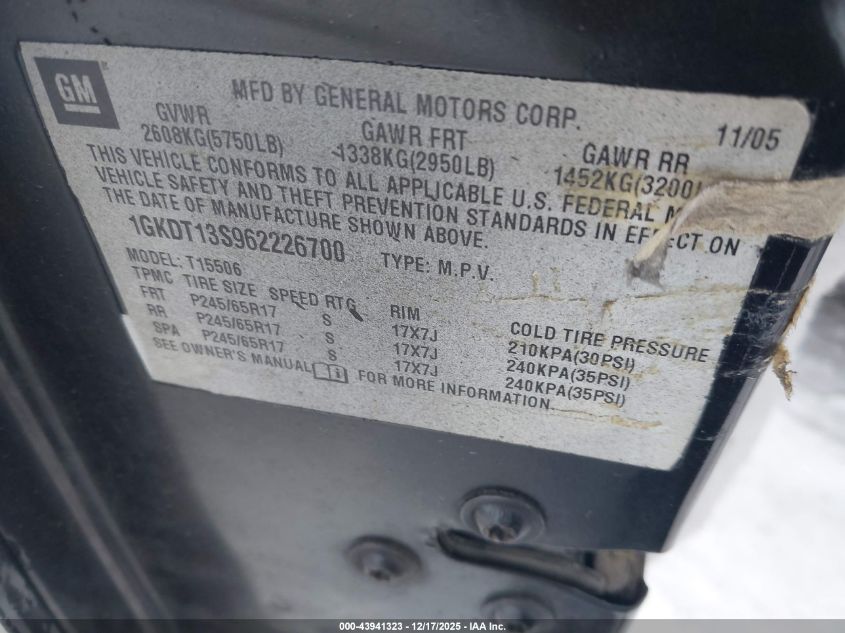 GM
MFD BY GENERAL MOTORS CORP. 11/05
GVWR GAWR FRT GAWR RR
2608KG(5750LB) 1338KG(2950LB) 1452KG(3200L
THIS VEHICLE CONFORMS TO ALL APPLICABLE U.S. FEDERAL M
VEHICLE SAFETY AND THEFT PREVENTION STANDARDS IN EFFECT ON
THE DATE OF MANUFACTURE SHOWN ABOVE.
1GKDT13S962226700 TYPE: M.P.V.
MODEL: T15506
TPMC TIRE SIZE SPEED RTG RIM COLD TIRE PRESSURE
FRT P245/65R17 S 17X7J 210KPA(30PSI)
RR P245/65R17 S 17X7J 240KPA(35PSI)
SPA P245/65R17 S 17X7J 240KPA(35PSI)
SEE OWNER'S MANUAL i FOR MORE INFORMATION.
000-43941323 - 12/17/2025 - IAA Inc.